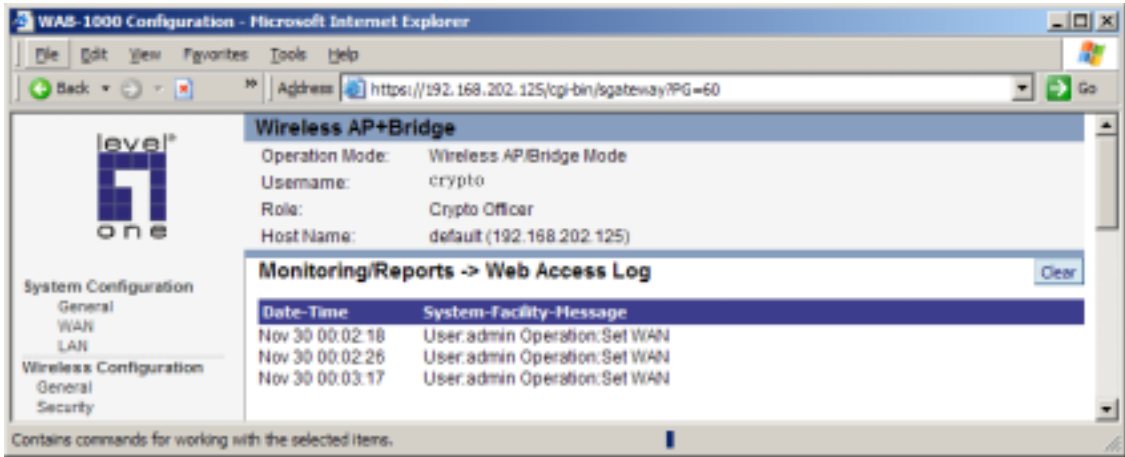 WAB-1000 Configuration - Microsoft Internet Explorer
File Edit View Favorites Tools Help
Back » Address https://192.168.202.125/cgi-bin/sgateway?PG=60 Go
level®
one
Wireless AP+Bridge
Operation Mode: Wireless AP/Bridge Mode
Username: crypto
Role: Crypto Officer
Host Name: default (192.168.202.125)
System Configuration
General
WAN
LAN
Wireless Configuration
General
Security
Monitoring/Reports -> Web Access Log Clear
Date-Time System-Facility-Message
Nov 30 00:02:18 User:admin Operation:Set WAN
Nov 30 00:02:26 User:admin Operation:Set WAN
Nov 30 00:03:17 User:admin Operation:Set WAN
Contains commands for working with the selected items.